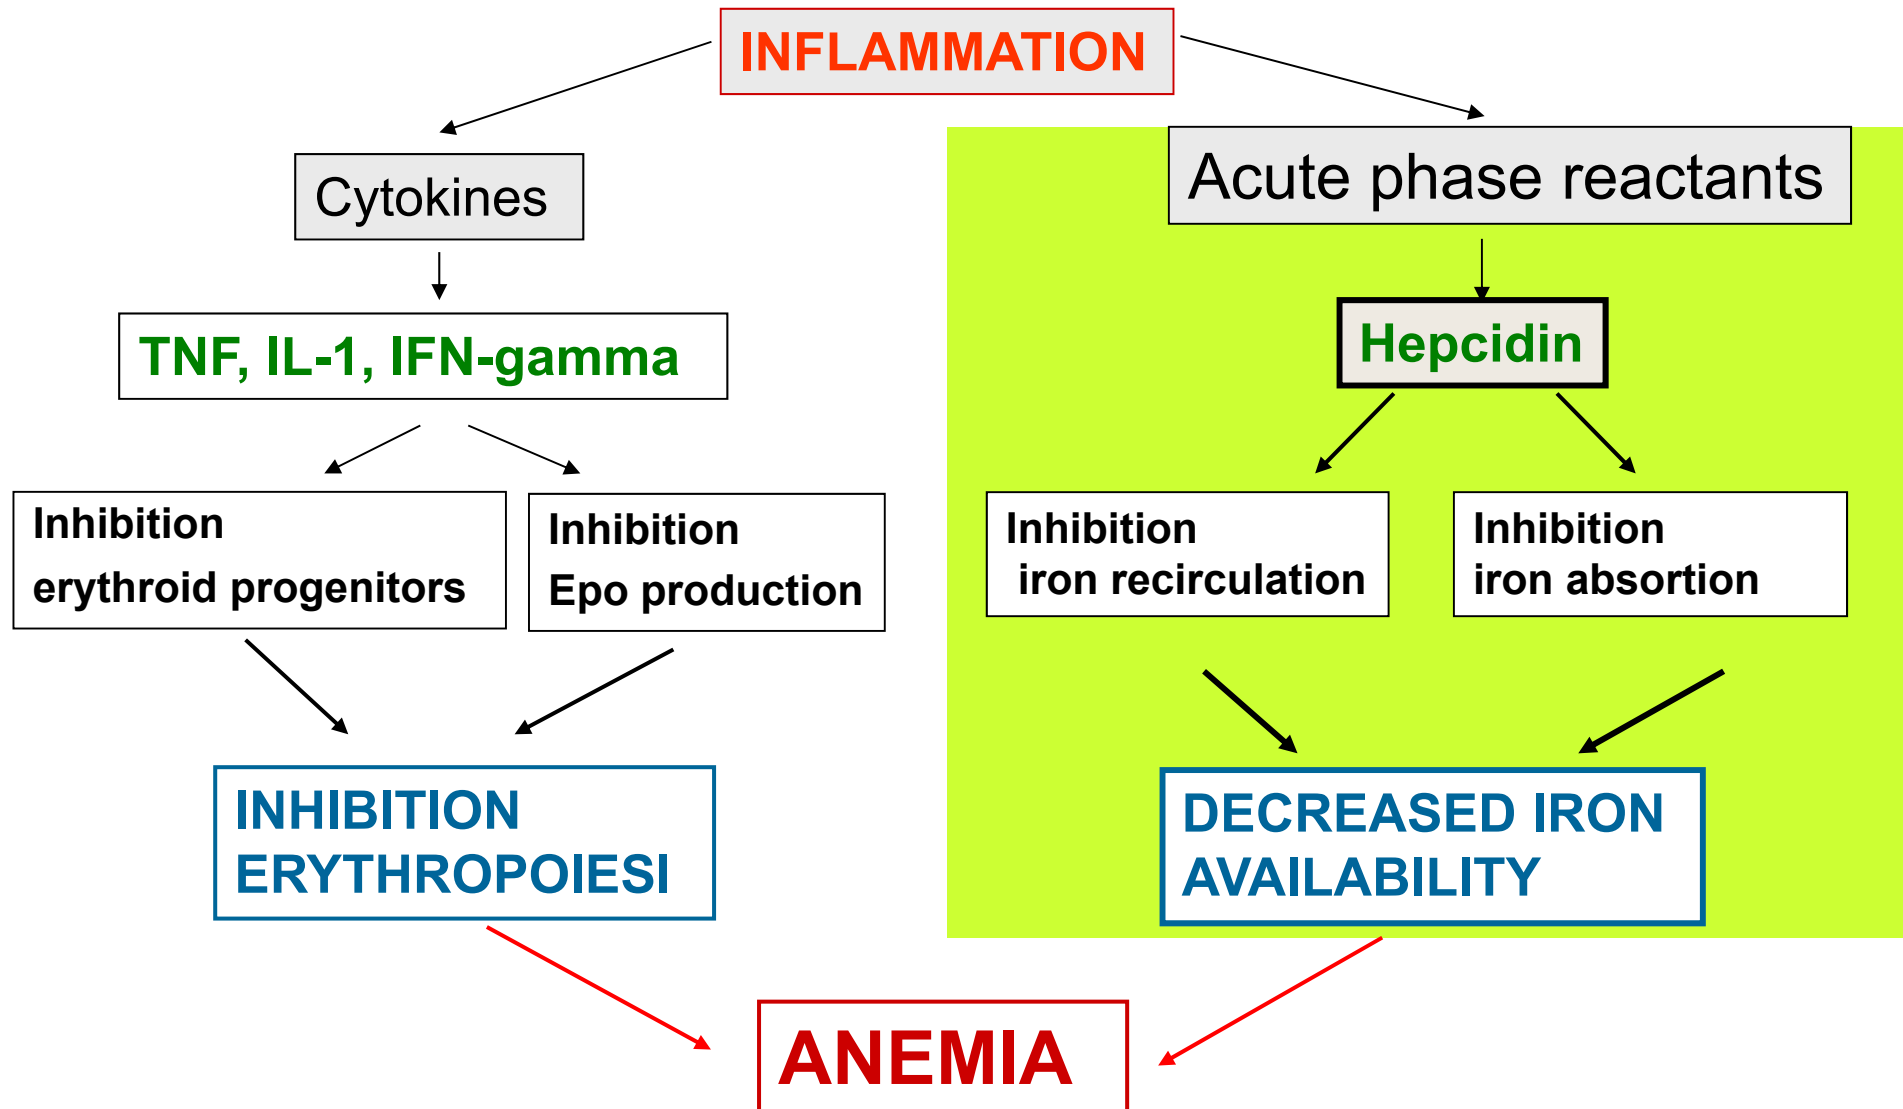 INFLAMMATION
Cytokines
Acute phase reactants
TNF, IL-1, IFN-gamma
Hepcidin
Inhibition
erythroid progenitors
Inhibition
Epo production
Inhibition
iron recirculation
Inhibition
iron absortion
INHIBITION
ERYTHROPOIESI
DECREASED IRON
AVAILABILITY
ANEMIA